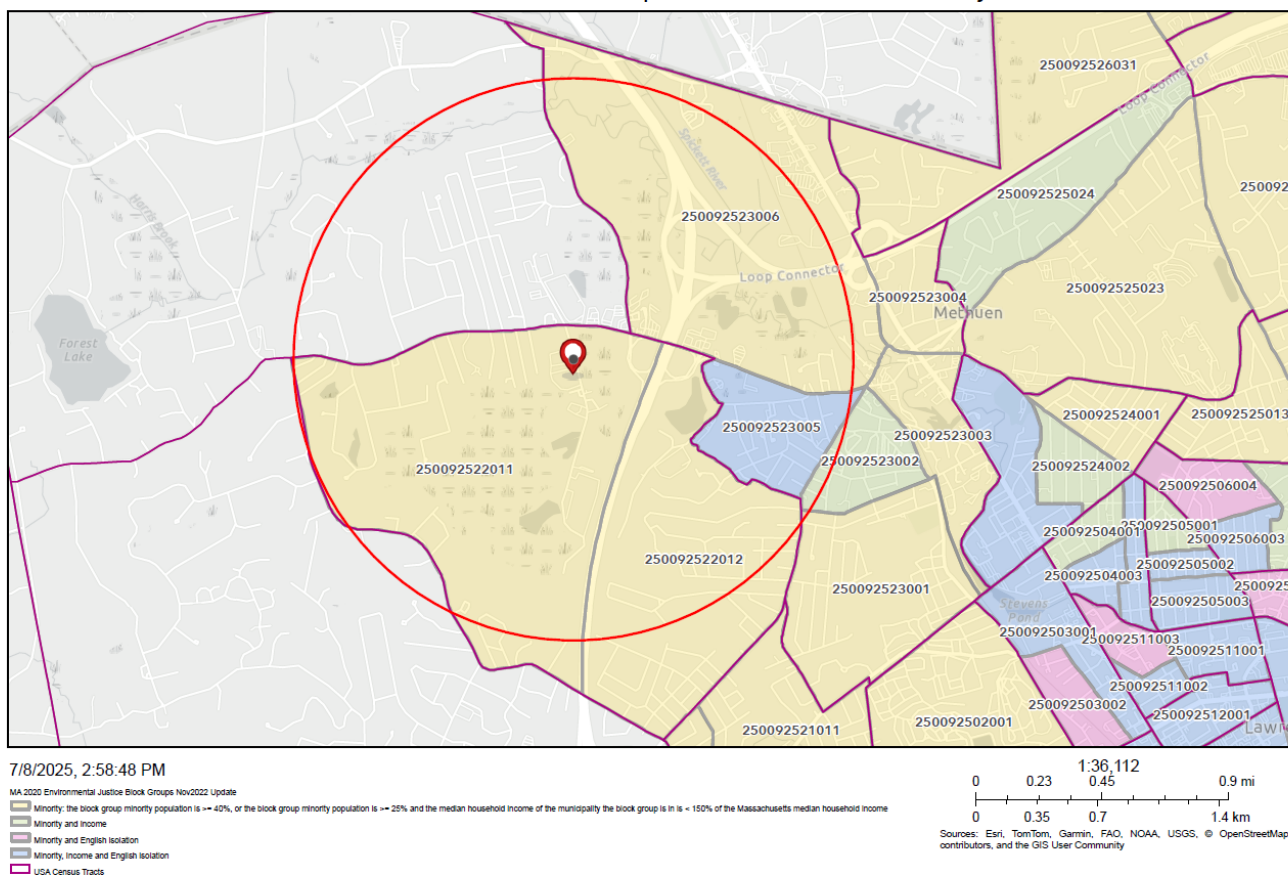 250092526031
Loop Connector
Spickett River
250092525024
250092
Harris Brook
250092523006
Loop Connector
250092523004
250092525023
Methuen
Forest
Lake
250092524001
250092525013
250092523005
250092523003
250092523002
250092524002
250092522011
250092506004
250092504001
250092505001
250092506003
250092522012
250092505002
250092504003
250092523001
250092505003
Stevens
Pond
250092503001
250092511003
250092511001
250092511002
250092503002
250092512001
250092521011
250092502001
7/8/2025, 2:58:48 PM
MA 2020 Environmental Justice Block Groups Nov2022 Update
Minority: the block group minority population is >= 40%, or the block group minority population is >= 25% and the median household income of the municipality the block group is in is < 150% of the Massachusetts median household income
Minority and Income
Minority and English Isolation
Minority, Income and English Isolation
USA Census Tracts
1:36,112
0 0.23 0.45 0.9 mi
0 0.35 0.7 1.4 km
Sources: Esri, TomTom, Garmin, FAO, NOAA, USGS, © OpenStreetMap
contributors, and the GIS User Community